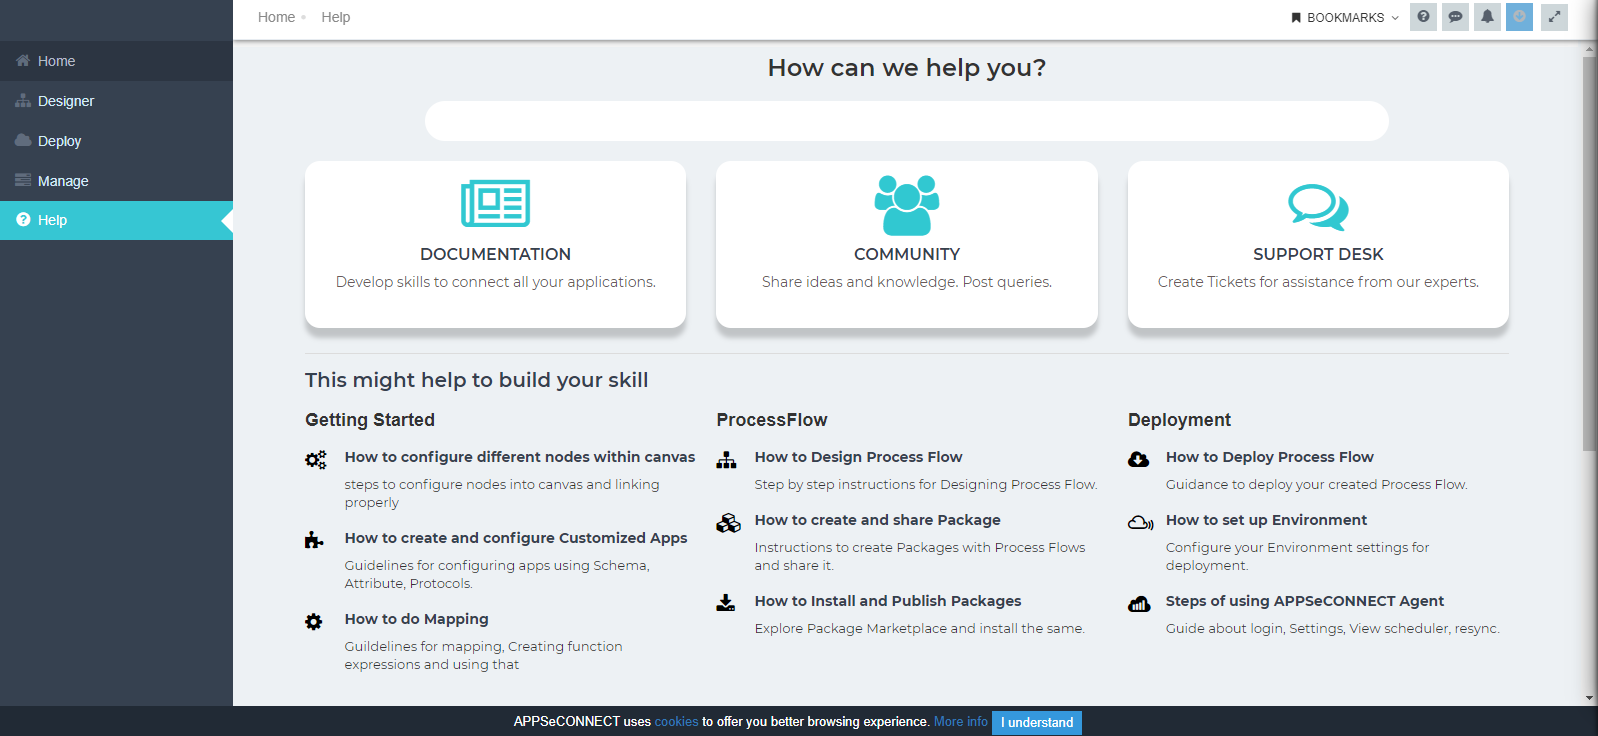 Home
Help
BOOKMARKS
Home
Designer
Deploy
Manage
Help
How can we help you?
DOCUMENTATION
Develop skills to connect all your applications.
COMMUNITY
Share ideas and knowledge. Post queries.
SUPPORT DESK
Create Tickets for assistance from our experts.
This might help to build your skill
Getting Started
How to configure different nodes within canvas
steps to configure nodes into canvas and linking
properly
How to create and configure Customized Apps
Guidelines for configuring apps using Schema,
Attribute, Protocols.
How to do Mapping
Guildelines for mapping, Creating function
expressions and using that
ProcessFlow
How to Design Process Flow
Step by step instructions for Designing Process Flow.
How to create and share Package
Instructions to create Packages with Process Flows
and share it.
How to Install and Publish Packages
Explore Package Marketplace and install the same.
Deployment
How to Deploy Process Flow
Guidance to deploy your created Process Flow.
How to set up Environment
Configure your Environment settings for
deployment.
Steps of using APPSeCONNECT Agent
Guide about login, Settings, View scheduler, resync.
APPSeCONNECT uses cookies to offer you better browsing experience. More info I understand